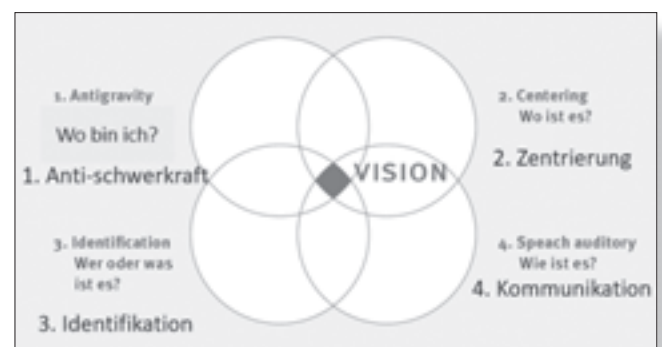 1. Antigravity
Wo bin ich?
1. Anti-schwerkraft
2. Centering
Wo ist es?
2. Zentrierung
VISION
3. Identification
Wer oder was
ist es?
3. Identifikation
4. Speach auditory
Wie ist es?
4. Kommunikation